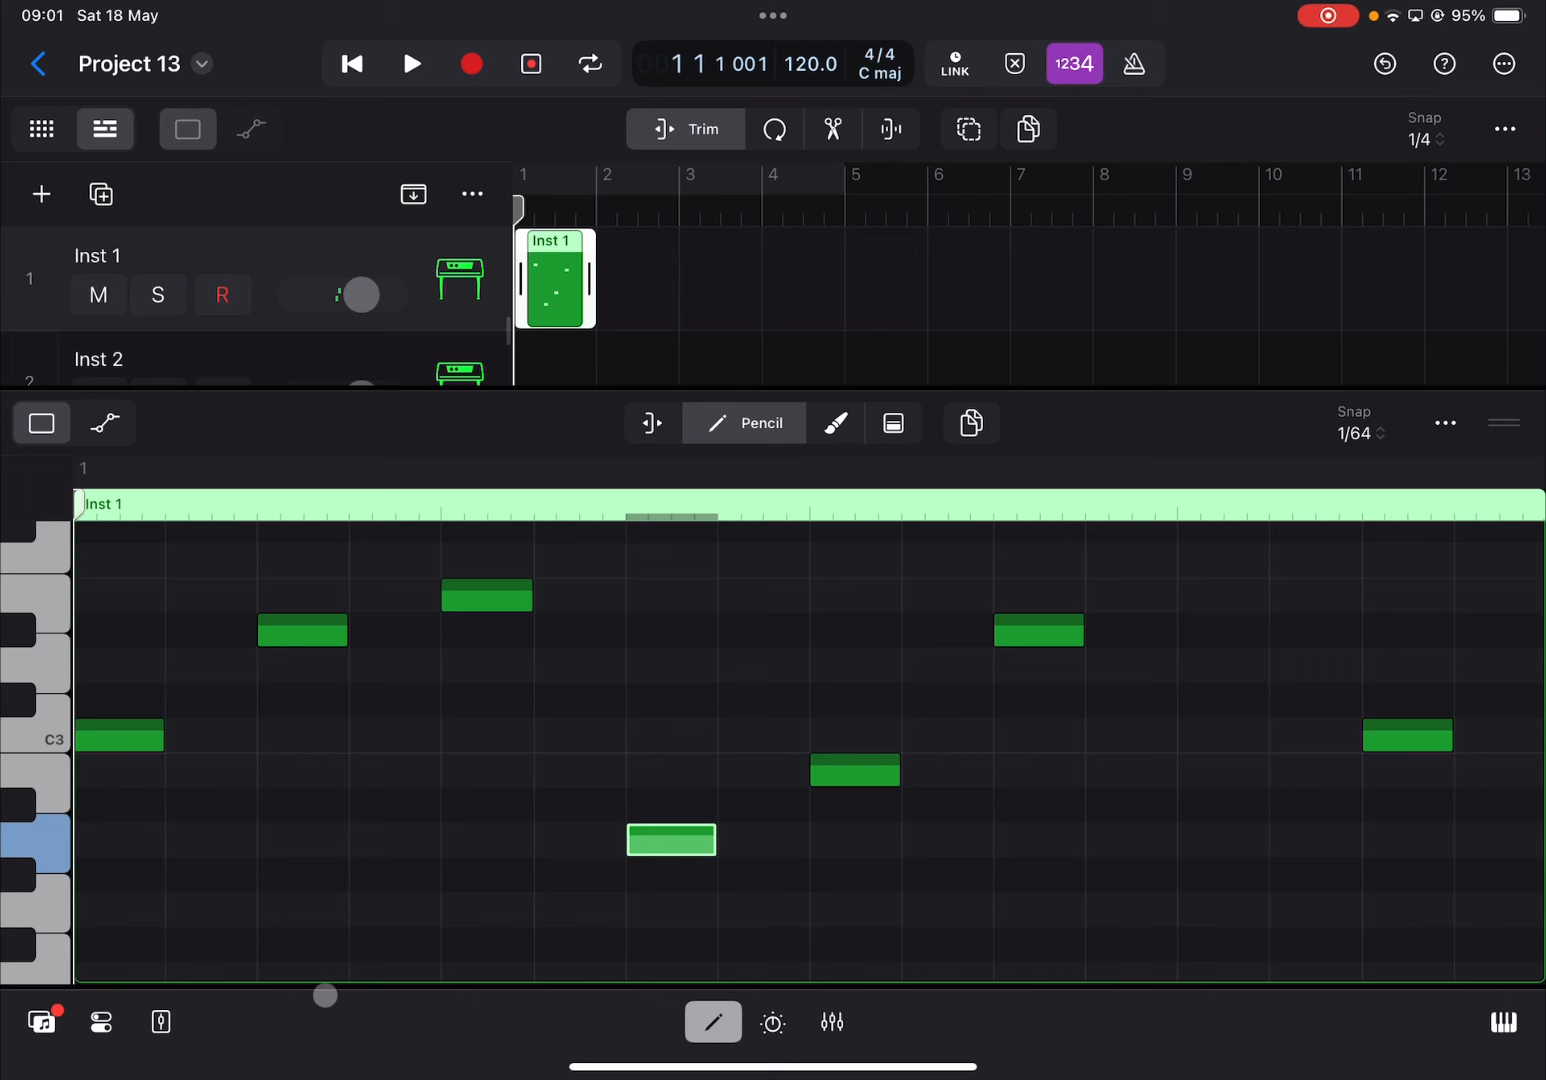 09:01 Sat 18 May
95%
Project 13
001 1 1 001 120.0 4/4 C maj
LINK
1234
Trim
Snap
1/4
1 2 3 4 5 6 7 8 9 10 11 12 13
Inst 1
1
Inst 1
M S R
Inst 2
2
Pencil
Snap
1/64
1
Inst 1
C3